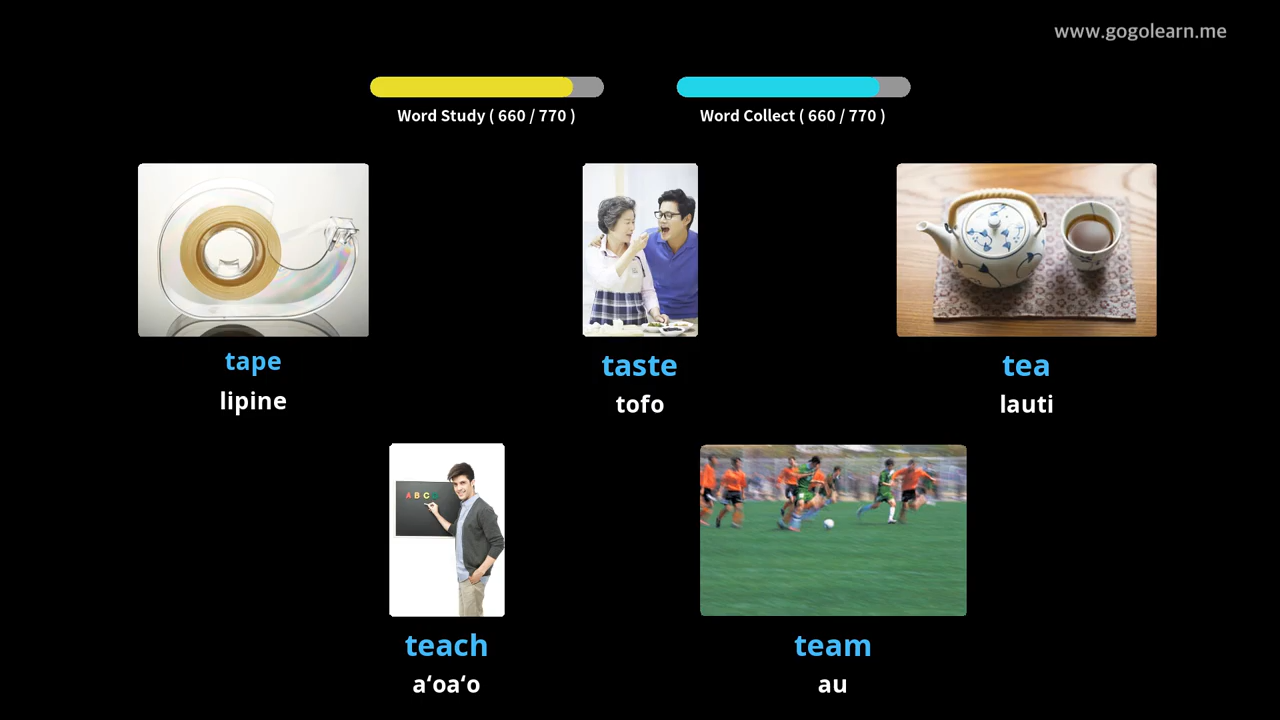 www.gogolearn.me
Word Study ( 660 / 770 )
Word Collect ( 660 / 770 )
tape
lipine
taste
tofo
tea
lauti
A B C D
teach
aʻoaʻo
team
au